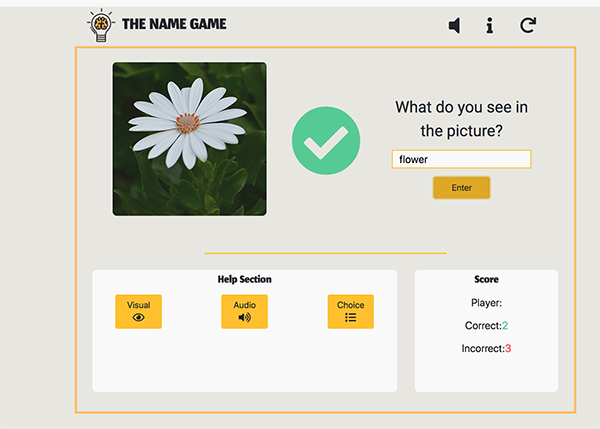 THE NAME GAME
What do you see in
the picture?
flower
Enter
Help Section
Visual
Audio
Choice
Score
Player:
Correct:2
Incorrect:3